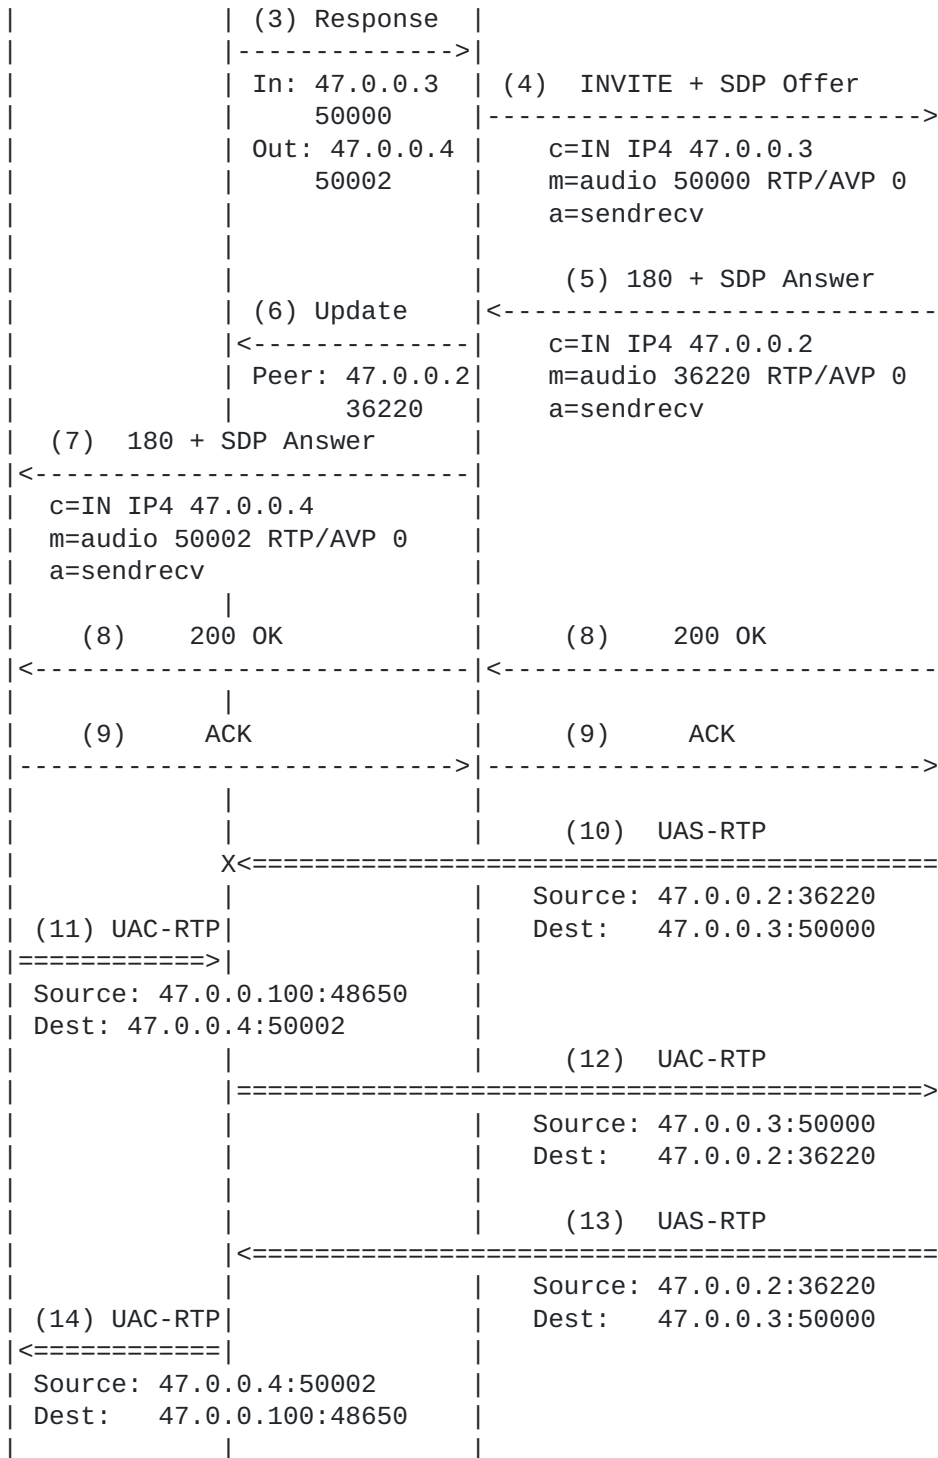 |             | (3) Response  |
|             |-------------->|
|             | In: 47.0.0.3  | (4)  INVITE + SDP Offer
|             |     50000     |---------------------------->
|             | Out: 47.0.0.4 |    c=IN IP4 47.0.0.3
|             |     50002     |    m=audio 50000 RTP/AVP 0
|             |               |    a=sendrecv
|             |               |
|             |               |     (5) 180 + SDP Answer
|             | (6) Update    |<----------------------------
|             |<--------------|    c=IN IP4 47.0.0.2
|             | Peer: 47.0.0.2|    m=audio 36220 RTP/AVP 0
|             |       36220   |    a=sendrecv
|  (7)  180 + SDP Answer      |
|<----------------------------|
|  c=IN IP4 47.0.0.4          |
|  m=audio 50002 RTP/AVP 0    |
|  a=sendrecv                 |
|             |               |
|    (8)    200 OK            |     (8)    200 OK
|<----------------------------|<----------------------------
|             |               |
|    (9)     ACK              |     (9)     ACK
|---------------------------->|---------------------------->
|             |               |
|             |               |     (10)  UAS-RTP
|             X<============================================
|             |               |   Source: 47.0.0.2:36220
| (11) UAC-RTP|               |   Dest:   47.0.0.3:50000
|============>|               |
| Source: 47.0.0.100:48650    |
| Dest: 47.0.0.4:50002        |
|             |               |     (12)  UAC-RTP
|             |============================================>
|             |               |   Source: 47.0.0.3:50000
|             |               |   Dest:   47.0.0.2:36220
|             |               |
|             |               |     (13)  UAS-RTP
|             |<============================================
|             |               |   Source: 47.0.0.2:36220
| (14) UAC-RTP|               |   Dest:   47.0.0.3:50000
|<============|               |
| Source: 47.0.0.4:50002      |
| Dest:   47.0.0.100:48650    |
|             |               |